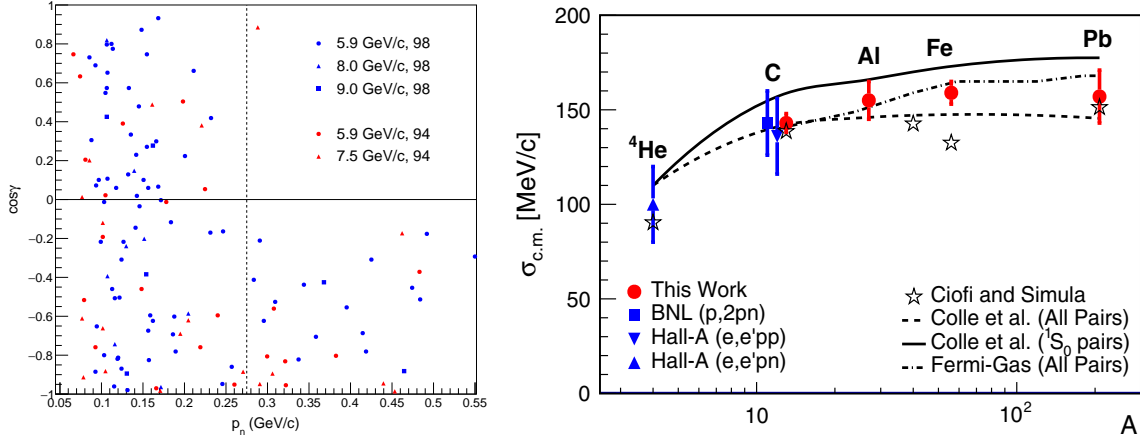 1
0.8
0.6
0.4
0.2
0
−0.2
−0.4
−0.6
−0.8
−1
cosγ
0.05 0.1 0.15 0.2 0.25 0.3 0.35 0.4 0.45 0.5 0.55
p_n (GeV/c)
5.9 GeV/c, 98
8.0 GeV/c, 98
9.0 GeV/c, 98
5.9 GeV/c, 94
7.5 GeV/c, 94
200
150
100
50
0
σ_c.m. [MeV/c]
⁴He
C
Al
Fe
Pb
This Work
BNL (p,2pn)
Hall-A (e,e'pp)
Hall-A (e,e'pn)
Ciofi and Simula
Colle et al. (All Pairs)
Colle et al. (¹S₀ pairs)
Fermi-Gas (All Pairs)
10 10²
A